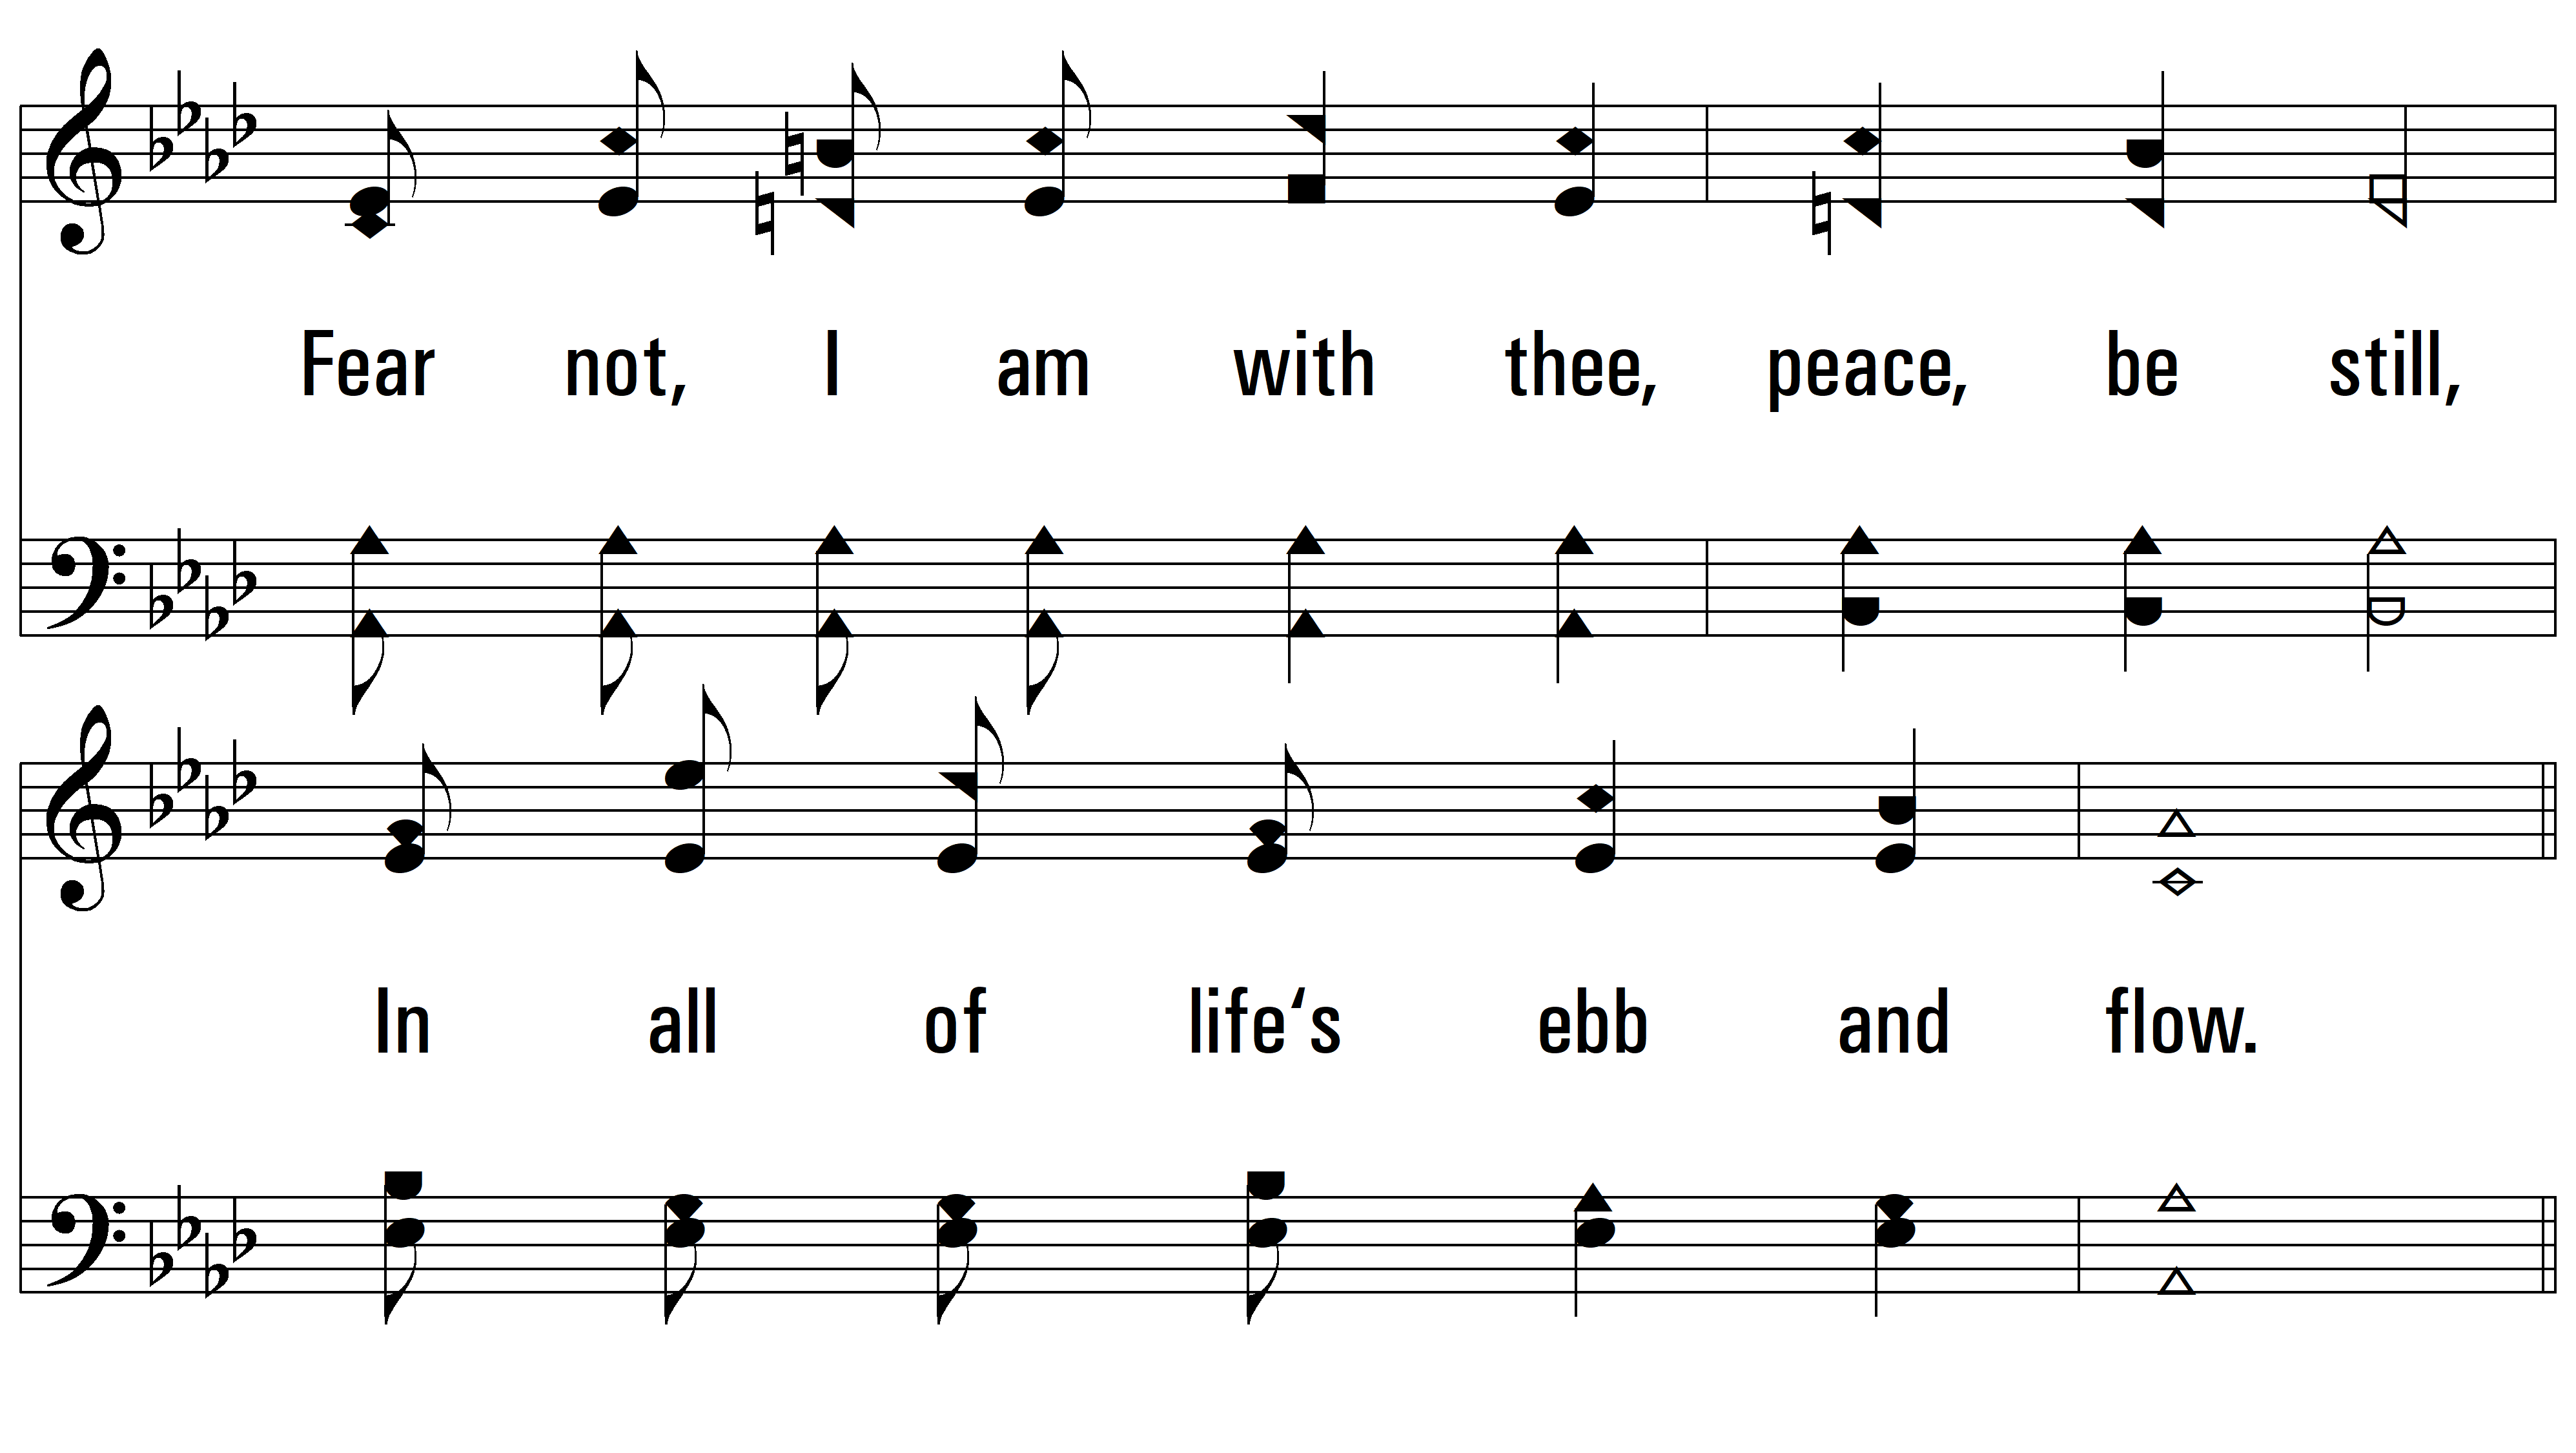 Fear not, I am with thee, peace, be still,
In all of life‘s ebb and flow.